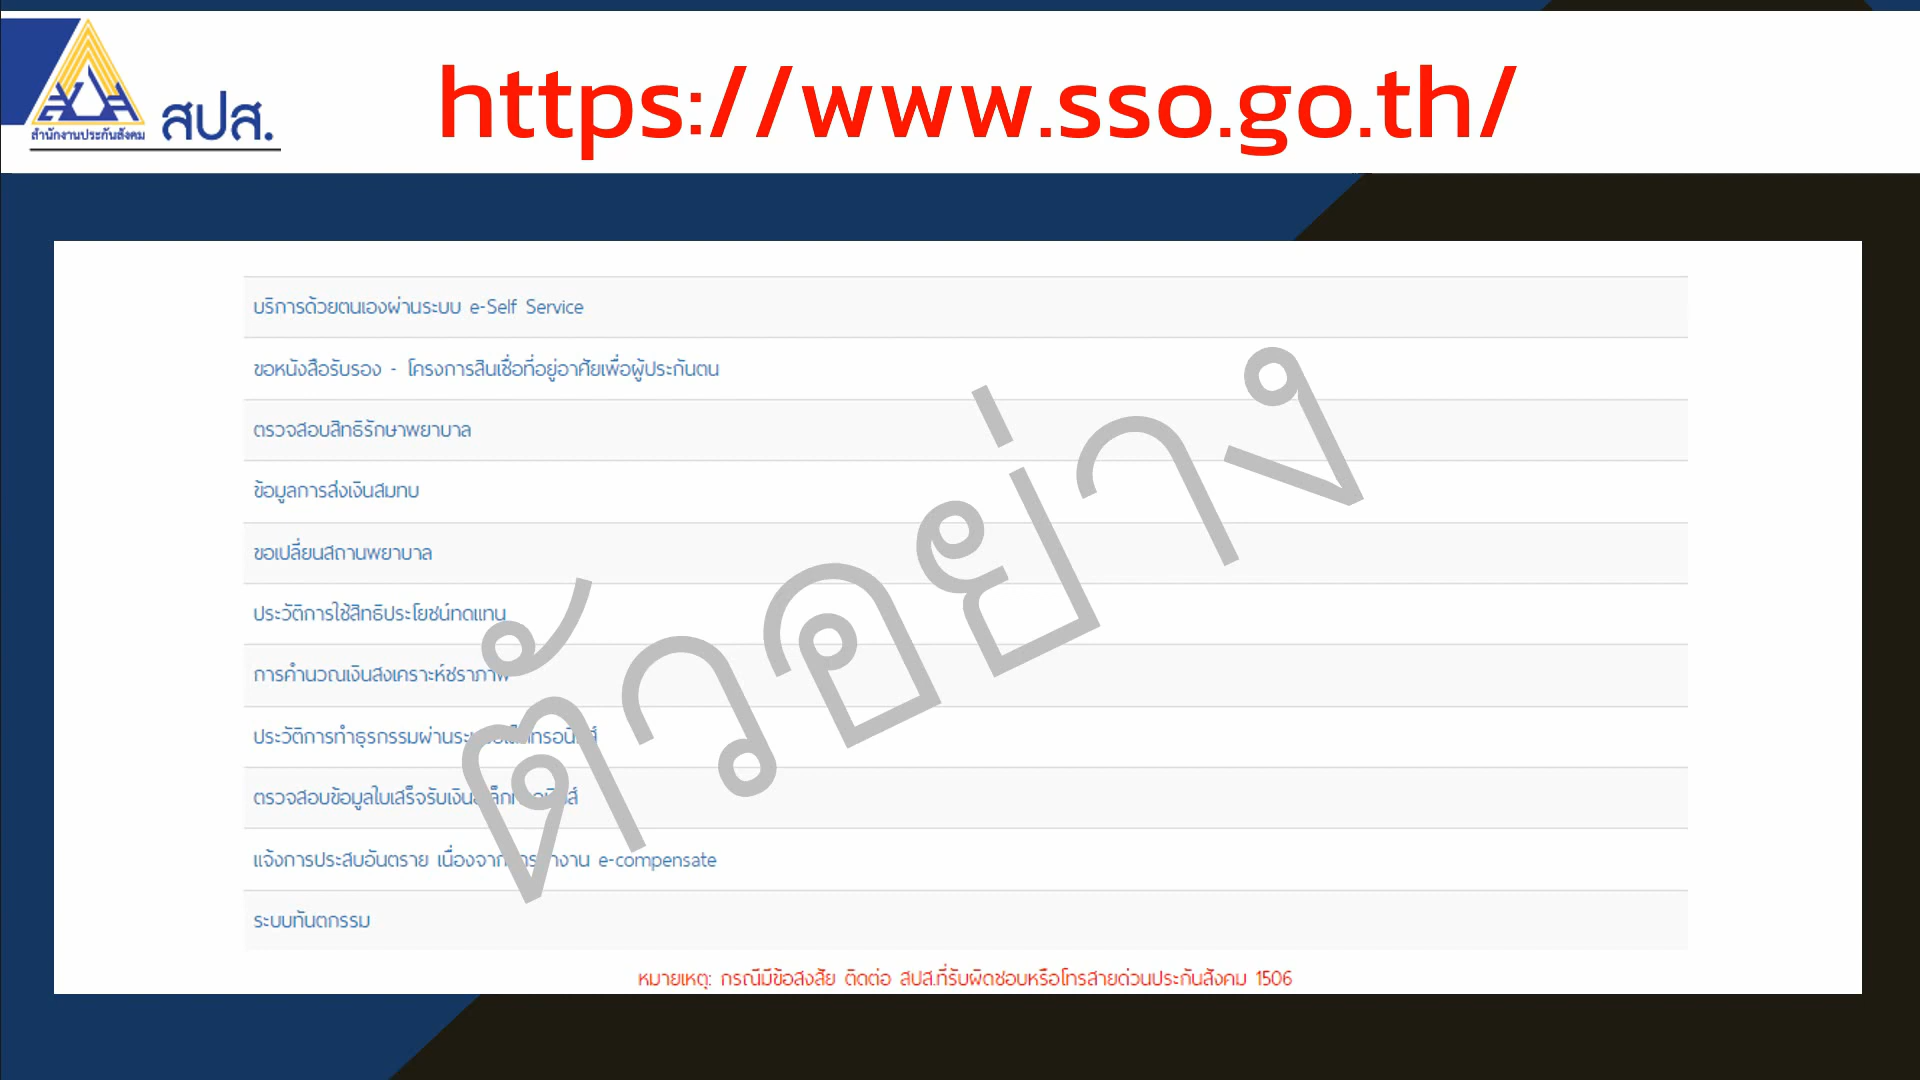 สำนักงานประกันสังคม
สปส.
https://www.sso.go.th/
บริการด้วยตนเองผ่านระบบ e-Self Service
ขอหนังสือรับรอง - โครงการสินเชื่อที่อยู่อาศัยเพื่อผู้ประกันตน
ตรวจสอบสิทธิรักษาพยาบาล
ข้อมูลการส่งเงินสมทบ
ขอเปลี่ยนสถานพยาบาล
ประวัติการใช้สิทธิประโยชน์ทดแทน
การคำนวณเงินสงเคราะห์ชราภาพ
ประวัติการทำธุรกรรมผ่านระบบอิเล็กทรอนิกส์
ตรวจสอบข้อมูลใบเสร็จรับเงินอิเล็กทรอนิกส์
แจ้งการประสบอันตราย เนื่องจากการทำงาน e-compensate
ระบบทันตกรรม
ตัวอย่าง
หมายเหตุ: กรณีมีข้อสงสัย ติดต่อ สปส.ที่รับผิดชอบหรือโทรสายด่วนประกันสังคม 1506